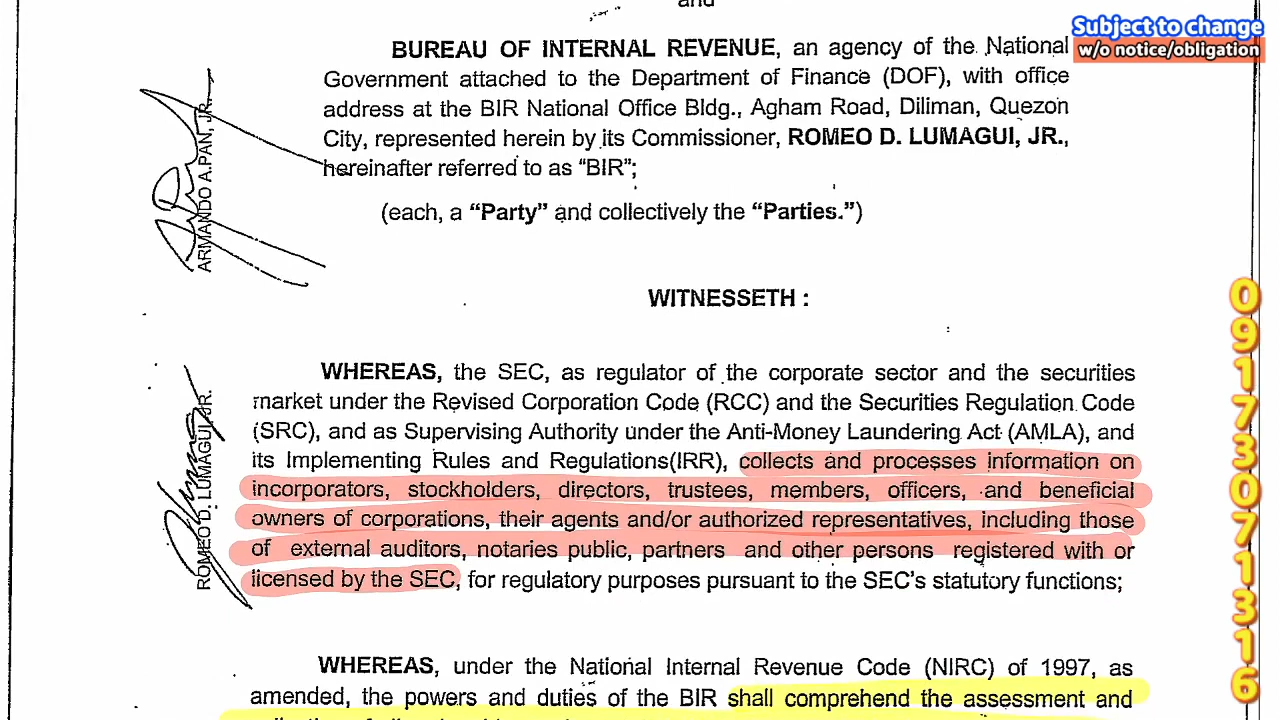 and
Subject to change
w/o notice/obligation
BUREAU OF INTERNAL REVENUE, an agency of the National
Government attached to the Department of Finance (DOF), with office
address at the BIR National Office Bldg., Agham Road, Diliman, Quezon
City, represented herein by its Commissioner, ROMEO D. LUMAGUI, JR.,
hereinafter referred to as "BIR";
(each, a "Party" and collectively the "Parties.")
ARMANDO A. PAN, JR.
WITNESSETH :
WHEREAS, the SEC, as regulator of the corporate sector and the securities
market under the Revised Corporation Code (RCC) and the Securities Regulation Code
(SRC), and as Supervising Authority under the Anti-Money Laundering Act (AMLA), and
its Implementing Rules and Regulations(IRR), collects and processes information on
incorporators, stockholders, directors, trustees, members, officers, and beneficial
owners of corporations, their agents and/or authorized representatives, including those
of external auditors, notaries public, partners and other persons registered with or
licensed by the SEC, for regulatory purposes pursuant to the SEC's statutory functions;
ROMEO D. LUMAGUI JR.
WHEREAS, under the National Internal Revenue Code (NIRC) of 1997, as
amended, the powers and duties of the BIR shall comprehend the assessment and
09173071316